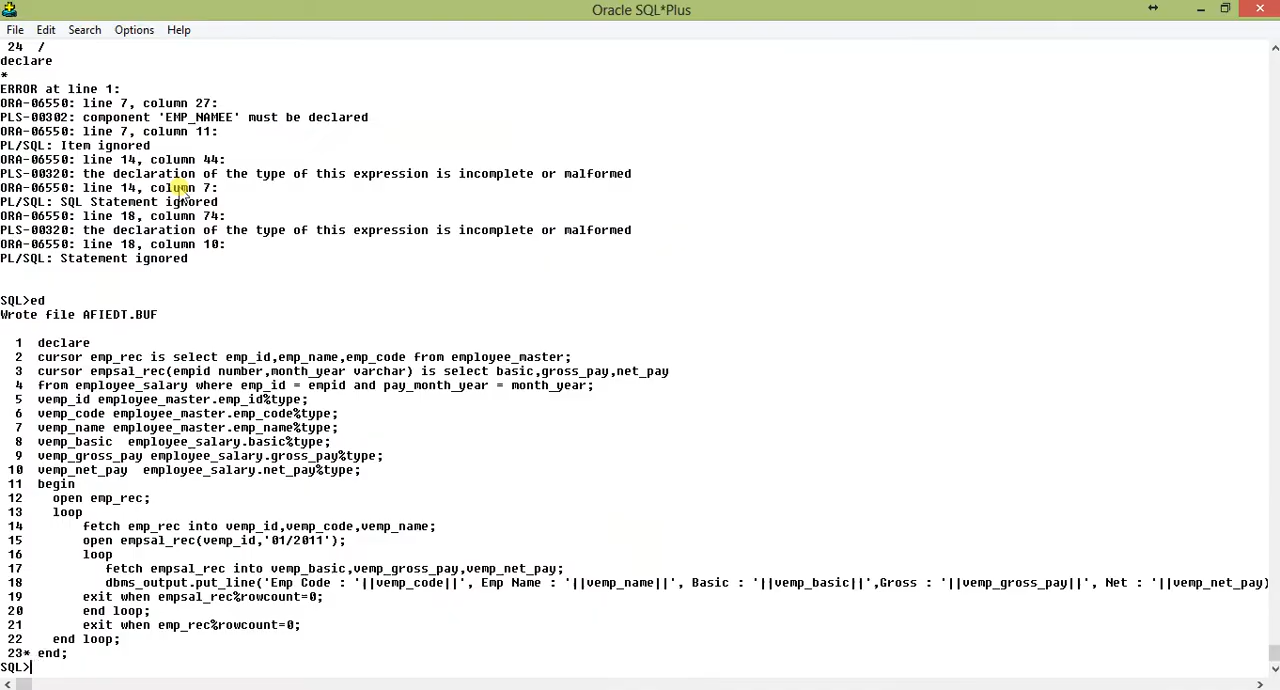 Oracle SQL*Plus
File Edit Search Options Help
24 /
declare
*
ERROR at line 1:
ORA-06550: line 7, column 27:
PLS-00302: component 'EMP_NAMEE' must be declared
ORA-06550: line 7, column 11:
PL/SQL: Item ignored
ORA-06550: line 14, column 44:
PLS-00320: the declaration of the type of this expression is incomplete or malformed
ORA-06550: line 14, column 7:
PL/SQL: SQL Statement ignored
ORA-06550: line 18, column 74:
PLS-00320: the declaration of the type of this expression is incomplete or malformed
ORA-06550: line 18, column 10:
PL/SQL: Statement ignored
SQL>ed
Wrote file AFIEDT.BUF
1 declare
2 cursor emp_rec is select emp_id,emp_name,emp_code from employee_master;
3 cursor empsal_rec(empid number,month_year varchar) is select basic,gross_pay,net_pay
4 from employee_salary where emp_id = empid and pay_month_year = month_year;
5 vemp_id employee_master.emp_id%type;
6 vemp_code employee_master.emp_code%type;
7 vemp_name employee_master.emp_name%type;
8 vemp_basic employee_salary.basic%type;
9 vemp_gross_pay employee_salary.gross_pay%type;
10 vemp_net_pay employee_salary.net_pay%type;
11 begin
12 open emp_rec;
13 loop
14 fetch emp_rec into vemp_id,vemp_code,vemp_name;
15 open empsal_rec(vemp_id,'01/2011');
16 loop
17 fetch empsal_rec into vemp_basic,vemp_gross_pay,vemp_net_pay;
18 dbms_output.put_line('Emp Code : '||vemp_code||', Emp Name : '||vemp_name||', Basic : '||vemp_basic||',Gross : '||vemp_gross_pay||', Net : '||vemp_net_pay)
19 exit when empsal_rec%rowcount=0;
20 end loop;
21 exit when emp_rec%rowcount=0;
22 end loop;
23* end;
SQL>